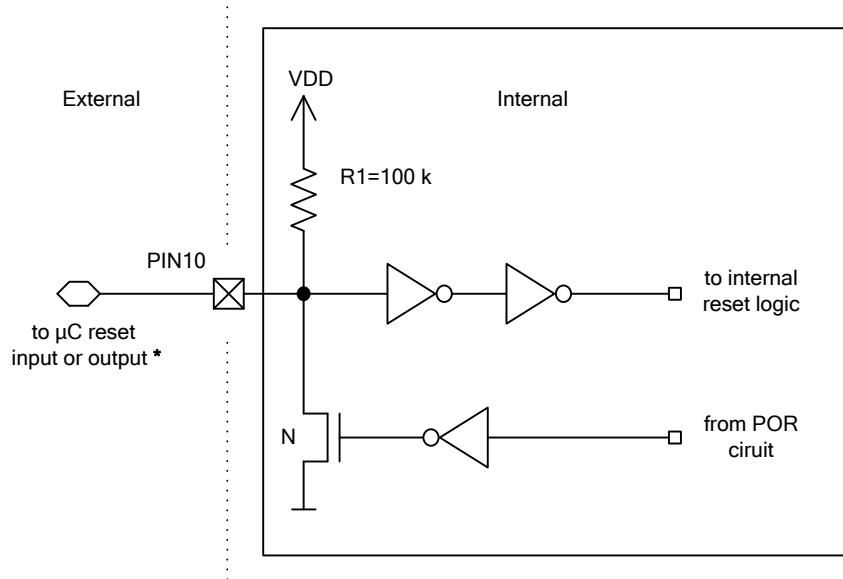 VDD
External
Internal
R1=100 k
PIN10
to internal
reset logic
to µC reset
input or output *
N
from POR
ciruit